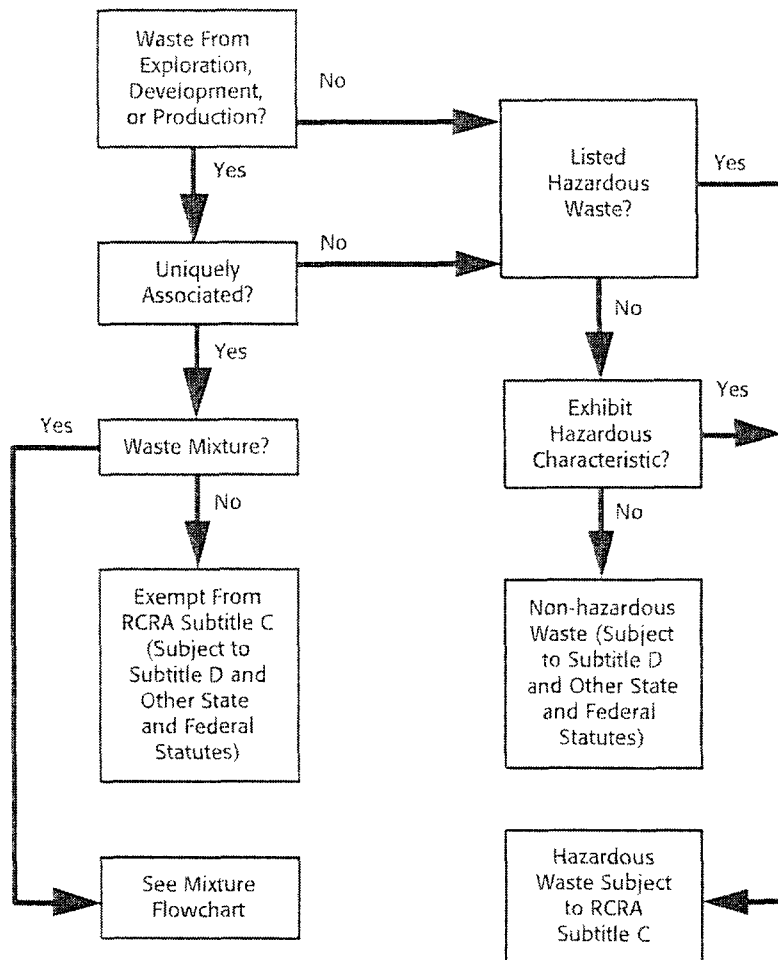 Waste From
Exploration,
Development,
or Production?
No
Yes
Listed
Hazardous
Waste?
Yes
Uniquely
Associated?
No
Yes
No
Yes
Waste Mixture?
No
Exhibit
Hazardous
Characteristic?
Yes
No
Exempt From
RCRA Subtitle C
(Subject to
Subtitle D and
Other State
and Federal
Statutes)
Non-hazardous
Waste (Subject
to Subtitle D
and Other State
and Federal
Statutes)
See Mixture
Flowchart
Hazardous
Waste Subject
to RCRA
Subtitle C